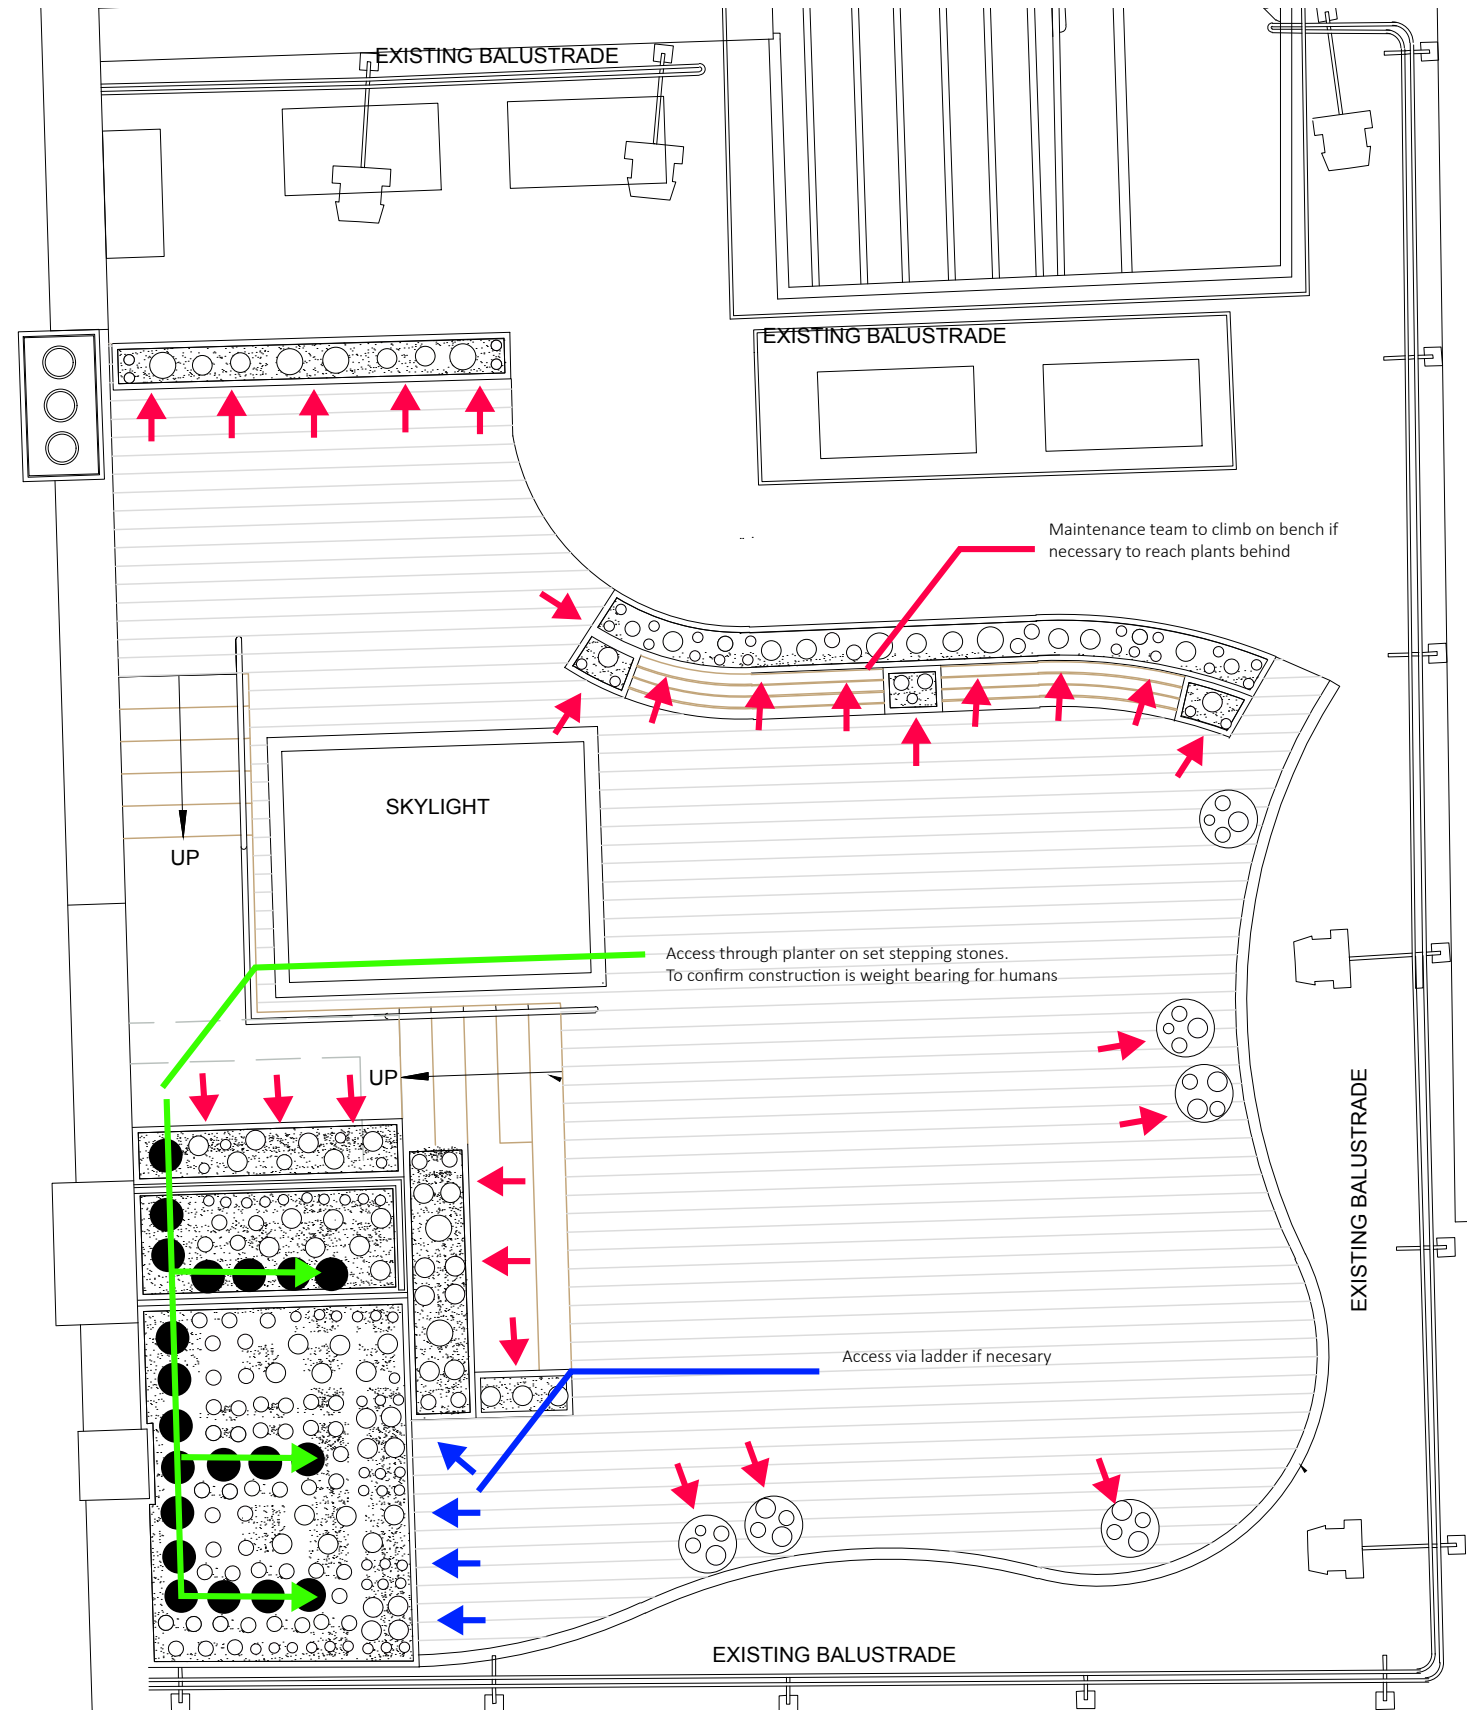 EXISTING BALUSTRADE
EXISTING BALUSTRADE
Maintenance team to climb on bench if
necessary to reach plants behind
SKYLIGHT
UP
Access through planter on set stepping stones.
To confirm construction is weight bearing for humans
UP
EXISTING BALUSTRADE
Access via ladder if necesary
EXISTING BALUSTRADE